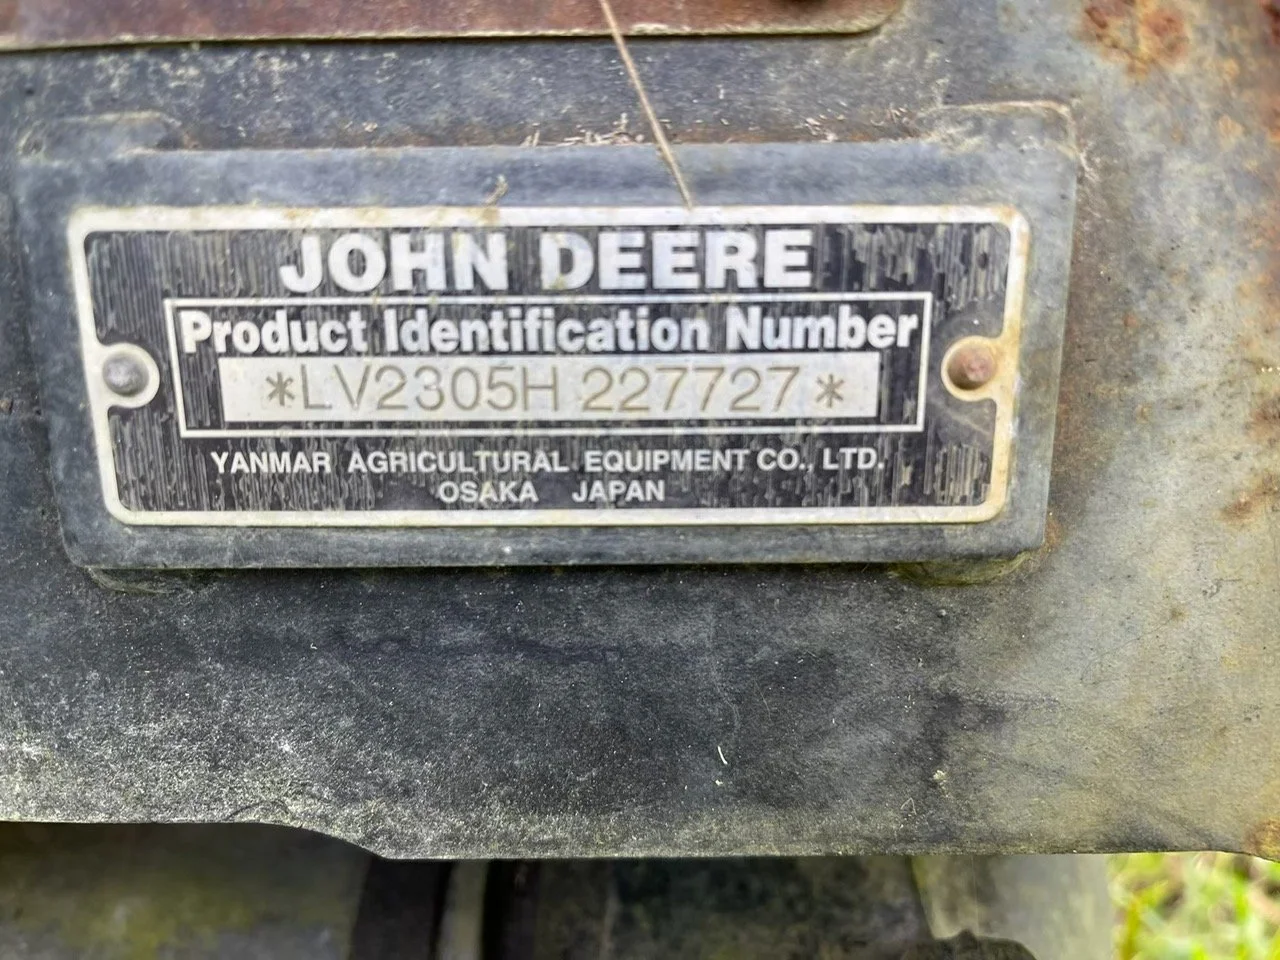 JOHN DEERE
Product Identification Number
*LV2305H 227727*
YANMAR AGRICULTURAL EQUIPMENT CO., LTD.
OSAKA JAPAN